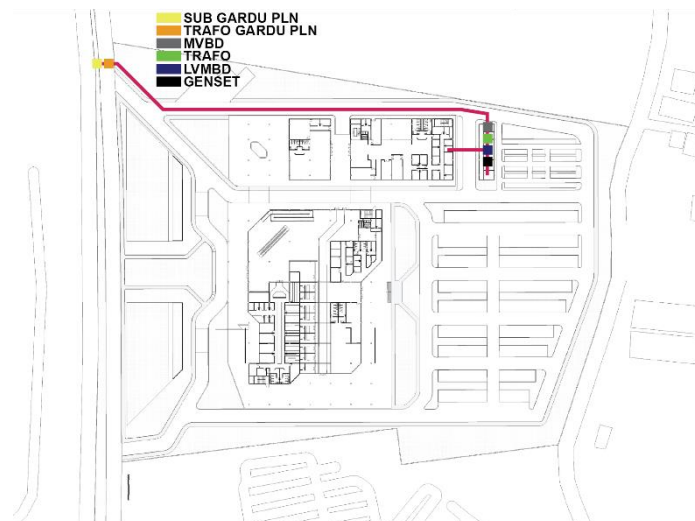 SUB GARDU PLN
TRAFO GARDU PLN
MVBD
TRAFO
LVMBD
GENSET